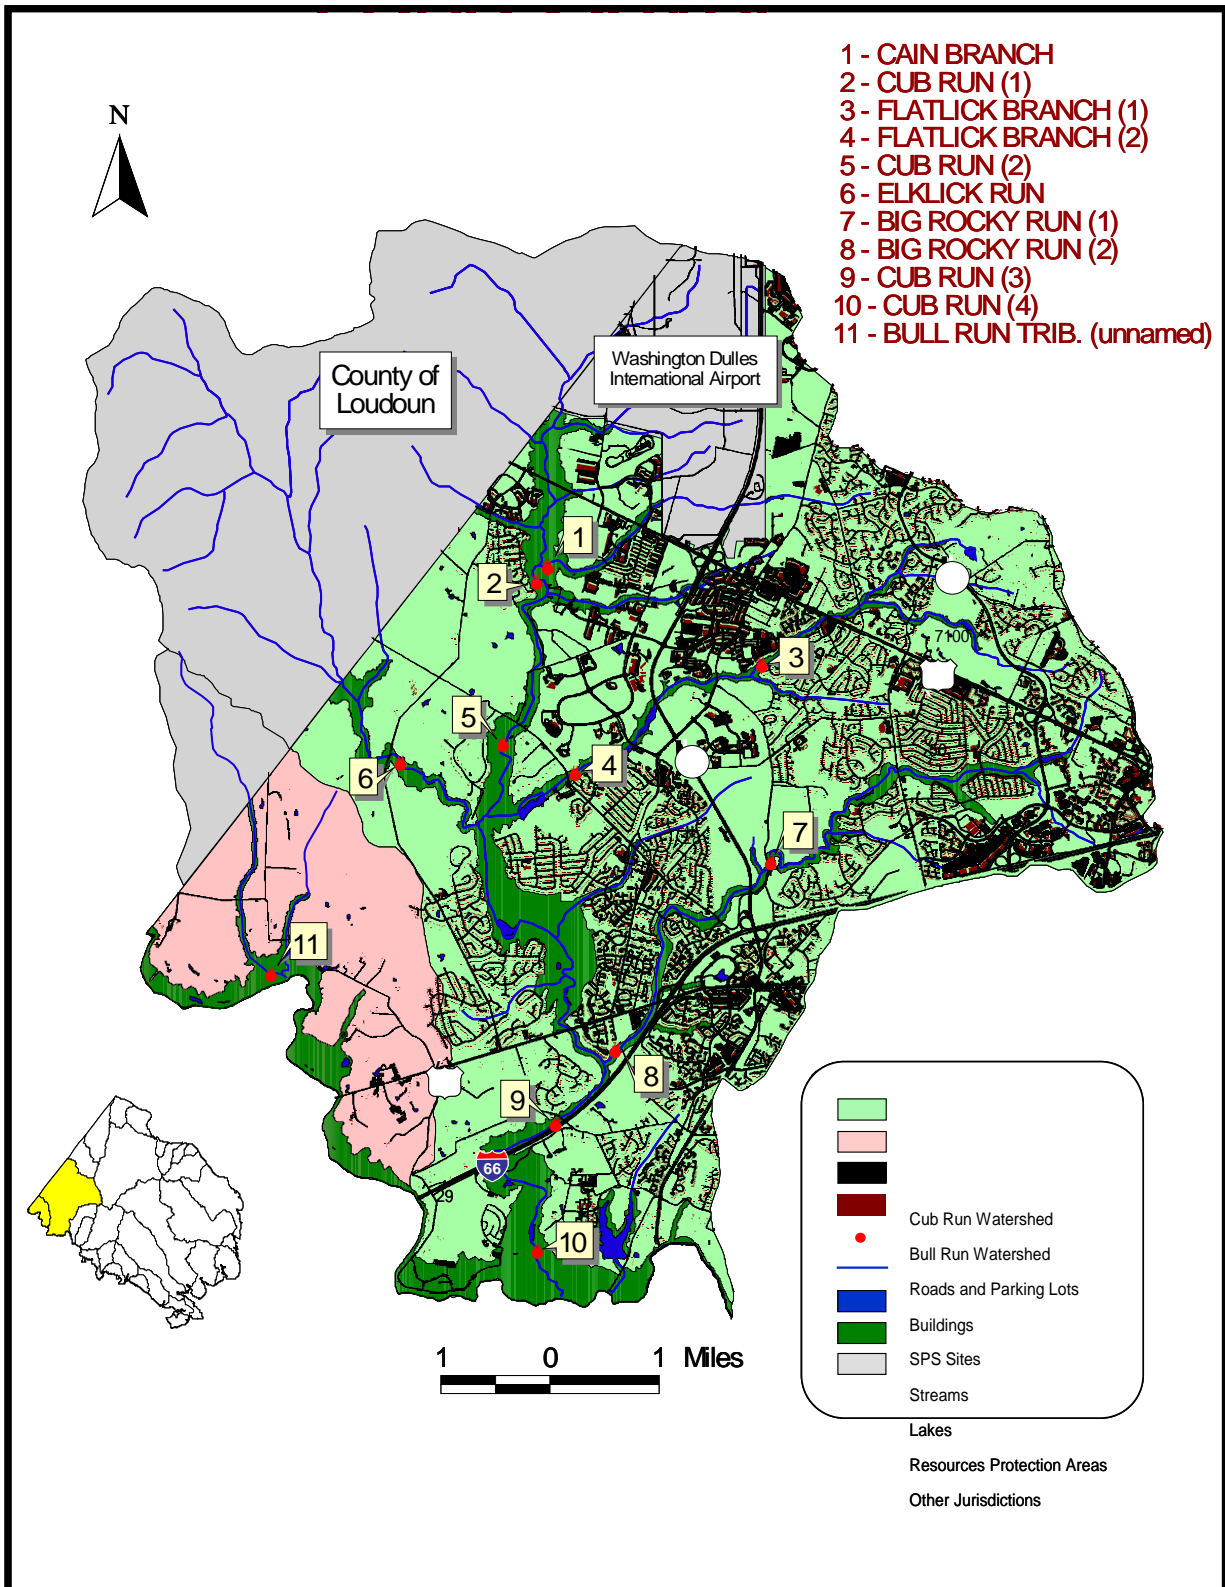 1 - CAIN BRANCH
2 - CUB RUN (1)
3 - FLATLICK BRANCH (1)
4 - FLATLICK BRANCH (2)
5 - CUB RUN (2)
6 - ELKLICK RUN
7 - BIG ROCKY RUN (1)
8 - BIG ROCKY RUN (2)
9 - CUB RUN (3)
10 - CUB RUN (4)
11 - BULL RUN TRIB. (unnamed)
N
County of
Loudoun
Washington Dulles
International Airport
1
2
3
7100
5
4
6
7
11
8
9
66
29
10
1 0 1 Miles
Cub Run Watershed
Bull Run Watershed
Roads and Parking Lots
Buildings
SPS Sites
Streams
Lakes
Resources Protection Areas
Other Jurisdictions